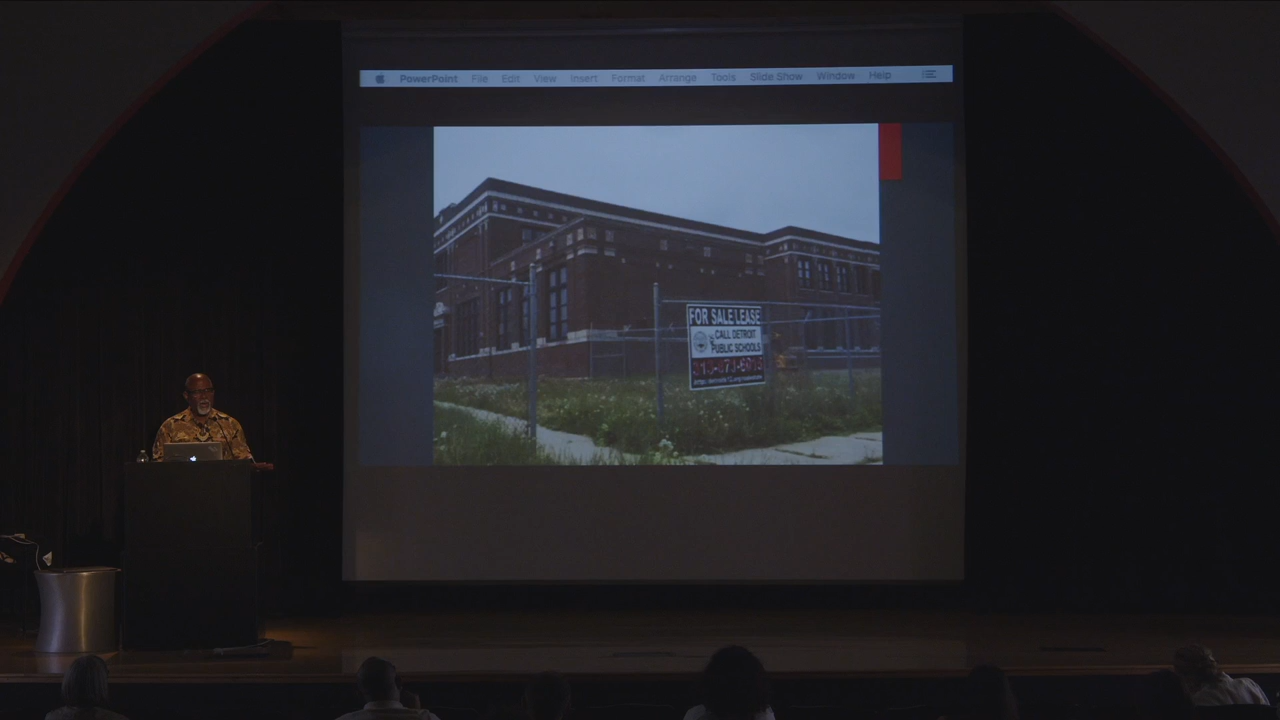 PowerPoint File Edit View Insert Format Arrange Tools Slide Show Window Help
FOR SALE LEASE
CALL DETROIT
PUBLIC SCHOOLS